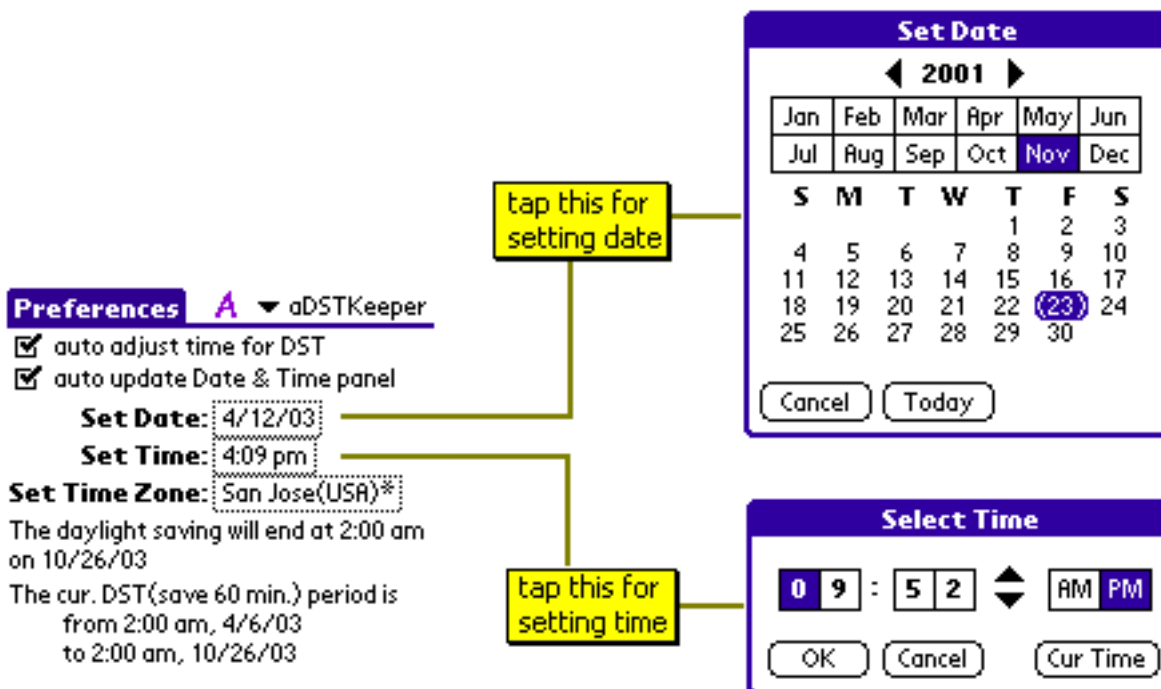 Preferences A aDSTKeeper
auto adjust time for DST
auto update Date & Time panel
Set Date: 4/12/03
Set Time: 4:09 pm
Set Time Zone: San Jose(USA)*
The daylight saving will end at 2:00 am
on 10/26/03
The cur. DST(save 60 min.) period is
from 2:00 am, 4/6/03
to 2:00 am, 10/26/03
tap this for
setting date
Set Date
2001
Jan Feb Mar Apr May Jun
Jul Aug Sep Oct Nov Dec
S M T W T F S
1 2 3
4 5 6 7 8 9 10
11 12 13 14 15 16 17
18 19 20 21 22 (23) 24
25 26 27 28 29 30
Cancel Today
tap this for
setting time
Select Time
0 9 : 5 2 AM PM
OK Cancel Cur Time